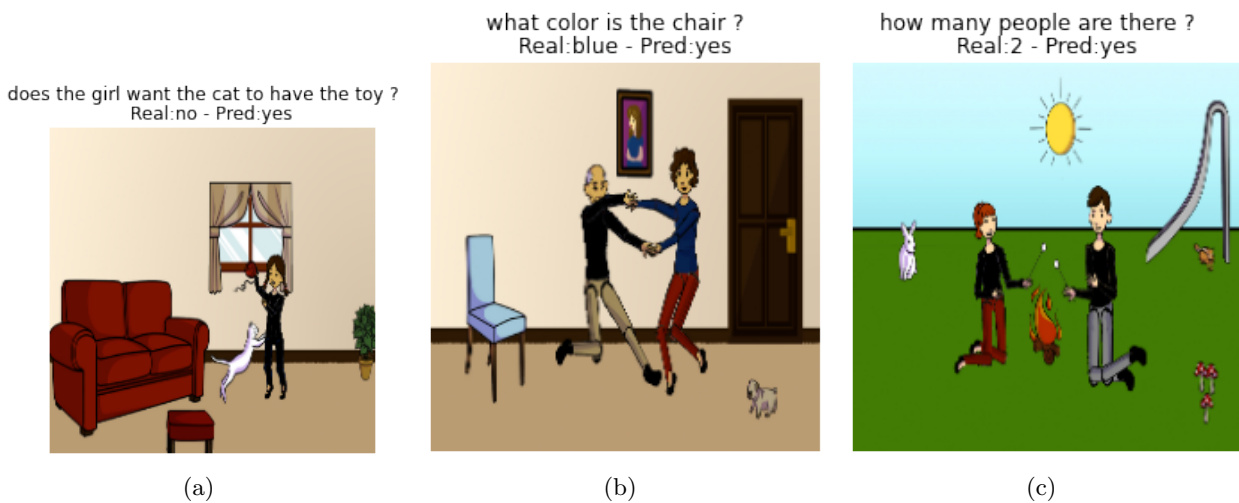 does the girl want the cat to have the toy ?
Real:no - Pred:yes
what color is the chair ?
Real:blue - Pred:yes
how many people are there ?
Real:2 - Pred:yes
(a)
(b)
(c)